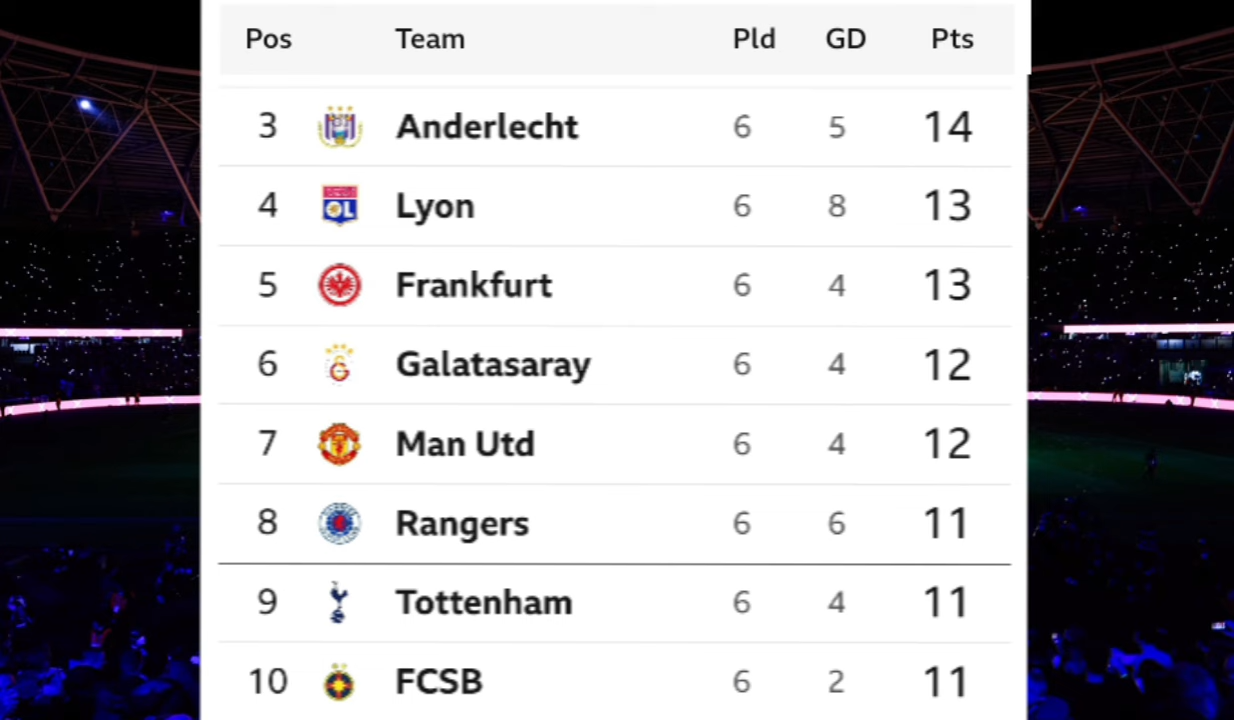 Pos Team Pld GD Pts
3 Anderlecht 6 5 14
4 Lyon 6 8 13
5 Frankfurt 6 4 13
6 Galatasaray 6 4 12
7 Man Utd 6 4 12
8 Rangers 6 6 11
9 Tottenham 6 4 11
10 FCSB 6 2 11